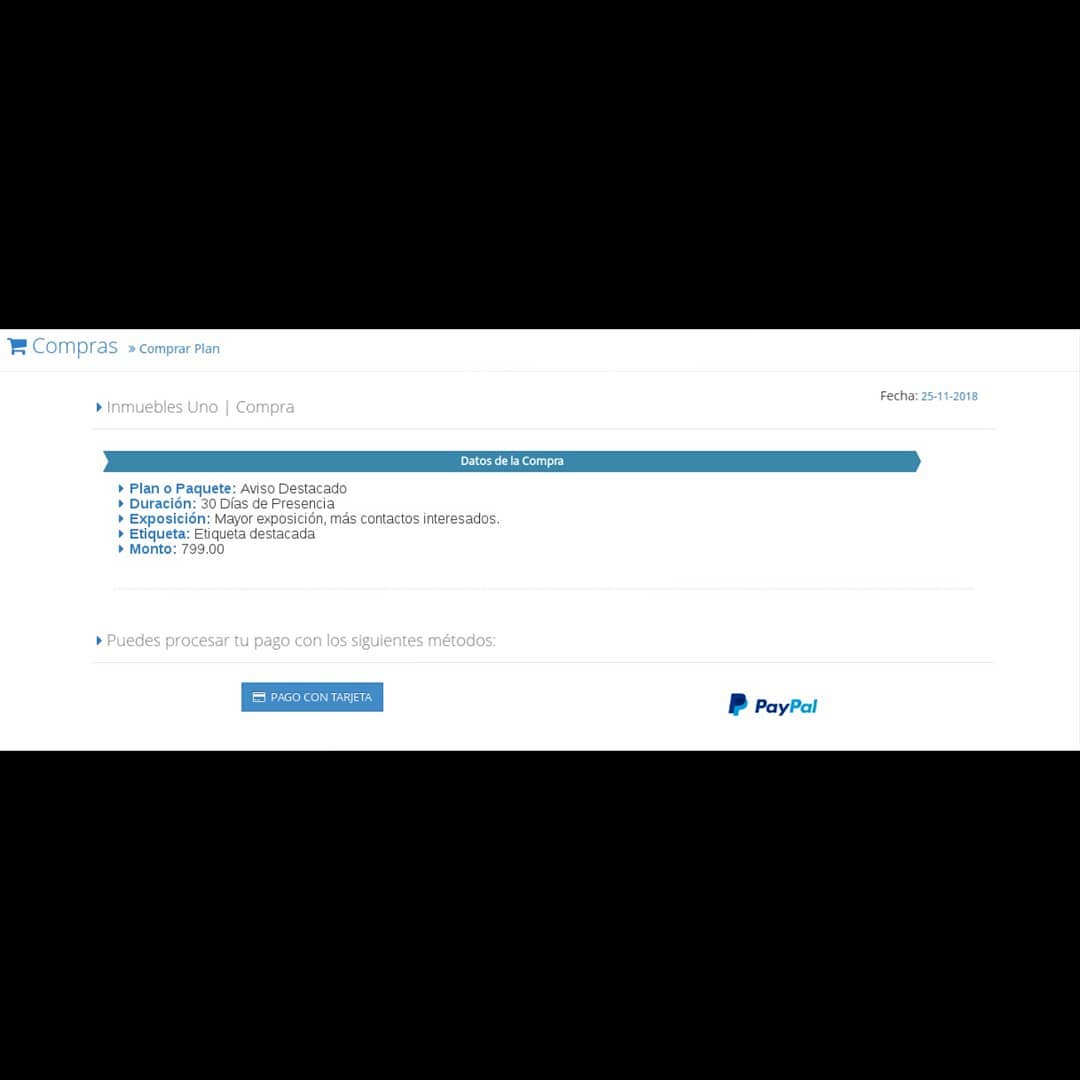 Compras » Comprar Plan
Fecha: 25-11-2018
Inmuebles Uno | Compra
Datos de la Compra
Plan o Paquete: Aviso Destacado
Duración: 30 Días de Presencia
Exposición: Mayor exposición, más contactos interesados.
Etiqueta: Etiqueta destacada
Monto: 799.00
Puedes procesar tu pago con los siguientes métodos:
PAGO CON TARJETA
PayPal